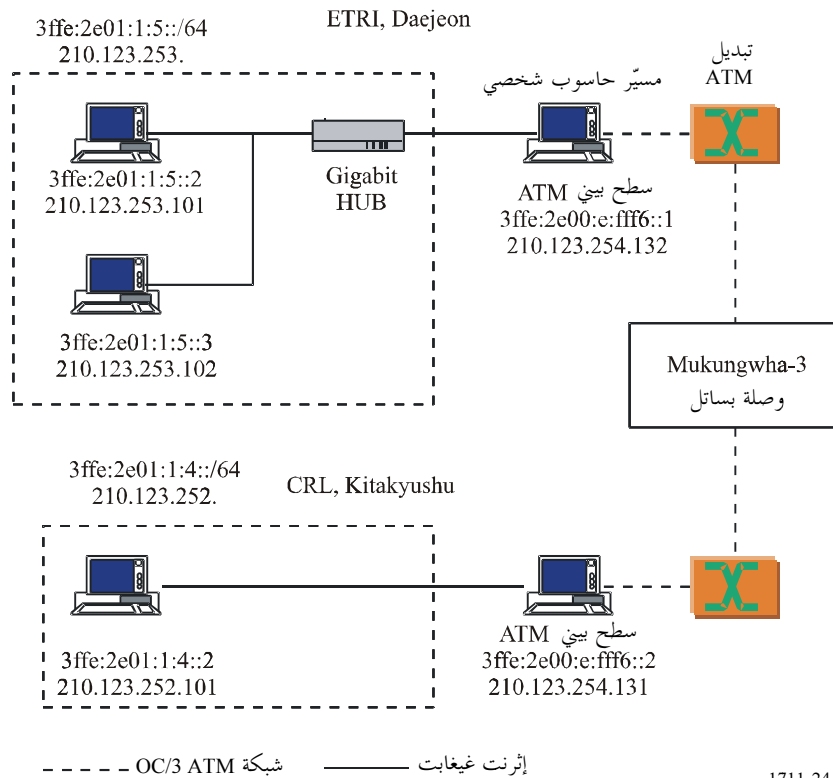 ETRI, Daejeon
3ffe:2e01:1:5::/64
210.123.253.
3ffe:2e01:1:5::2
210.123.253.101
3ffe:2e01:1:5::3
210.123.253.102
Gigabit
HUB
مسيّر حاسوب شخصي
سطح بيني ATM
3ffe:2e00:e:fff6::1
210.123.254.132
تبديل
ATM
Mukungwha-3
وصلة بساتل
3ffe:2e01:1:4::/64
210.123.252.
CRL, Kitakyushu
3ffe:2e01:1:4::2
210.123.252.101
سطح بيني ATM
3ffe:2e00:e:fff6::2
210.123.254.131
شبكة OC/3 ATM
إثرنت غيغابت
1711-24